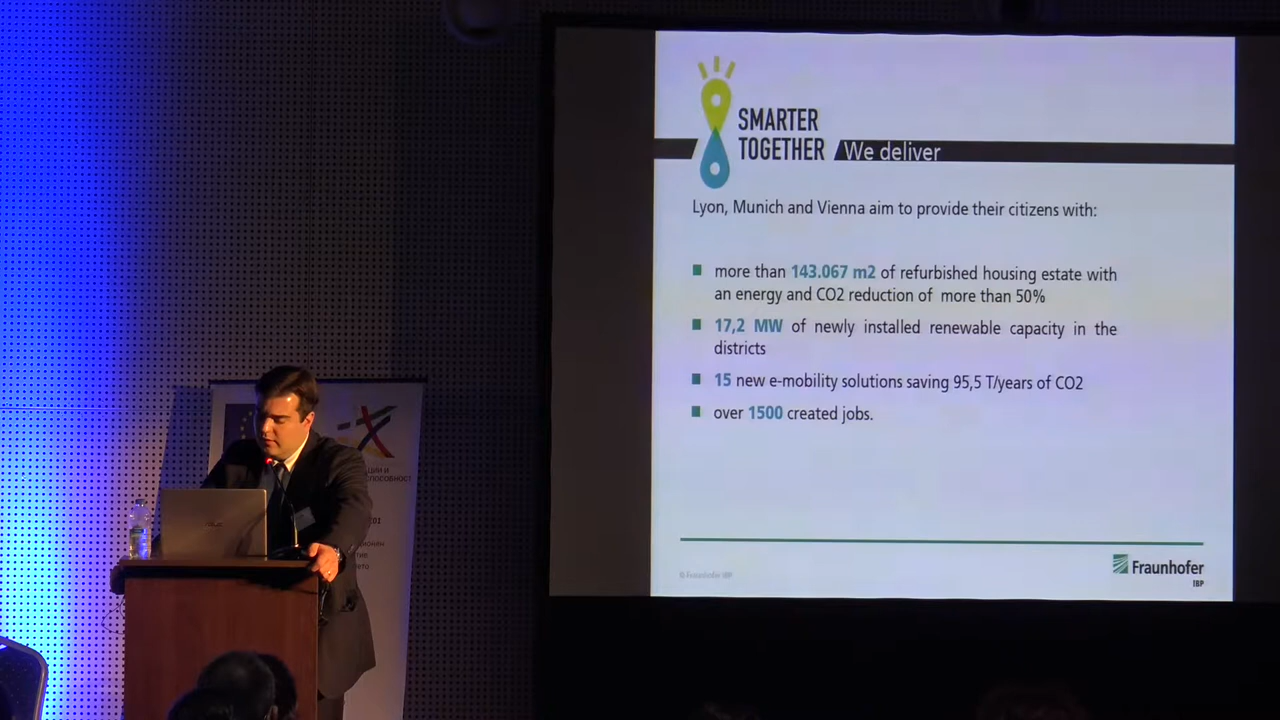 SMARTER
TOGETHER
We deliver
Lyon, Munich and Vienna aim to provide their citizens with:
more than 143.067 m2 of refurbished housing estate with
an energy and CO2 reduction of more than 50%
17,2 MW of newly installed renewable capacity in the
districts
15 new e-mobility solutions saving 95,5 T/years of CO2
over 1500 created jobs.
© Fraunhofer IBP
Fraunhofer
IBP